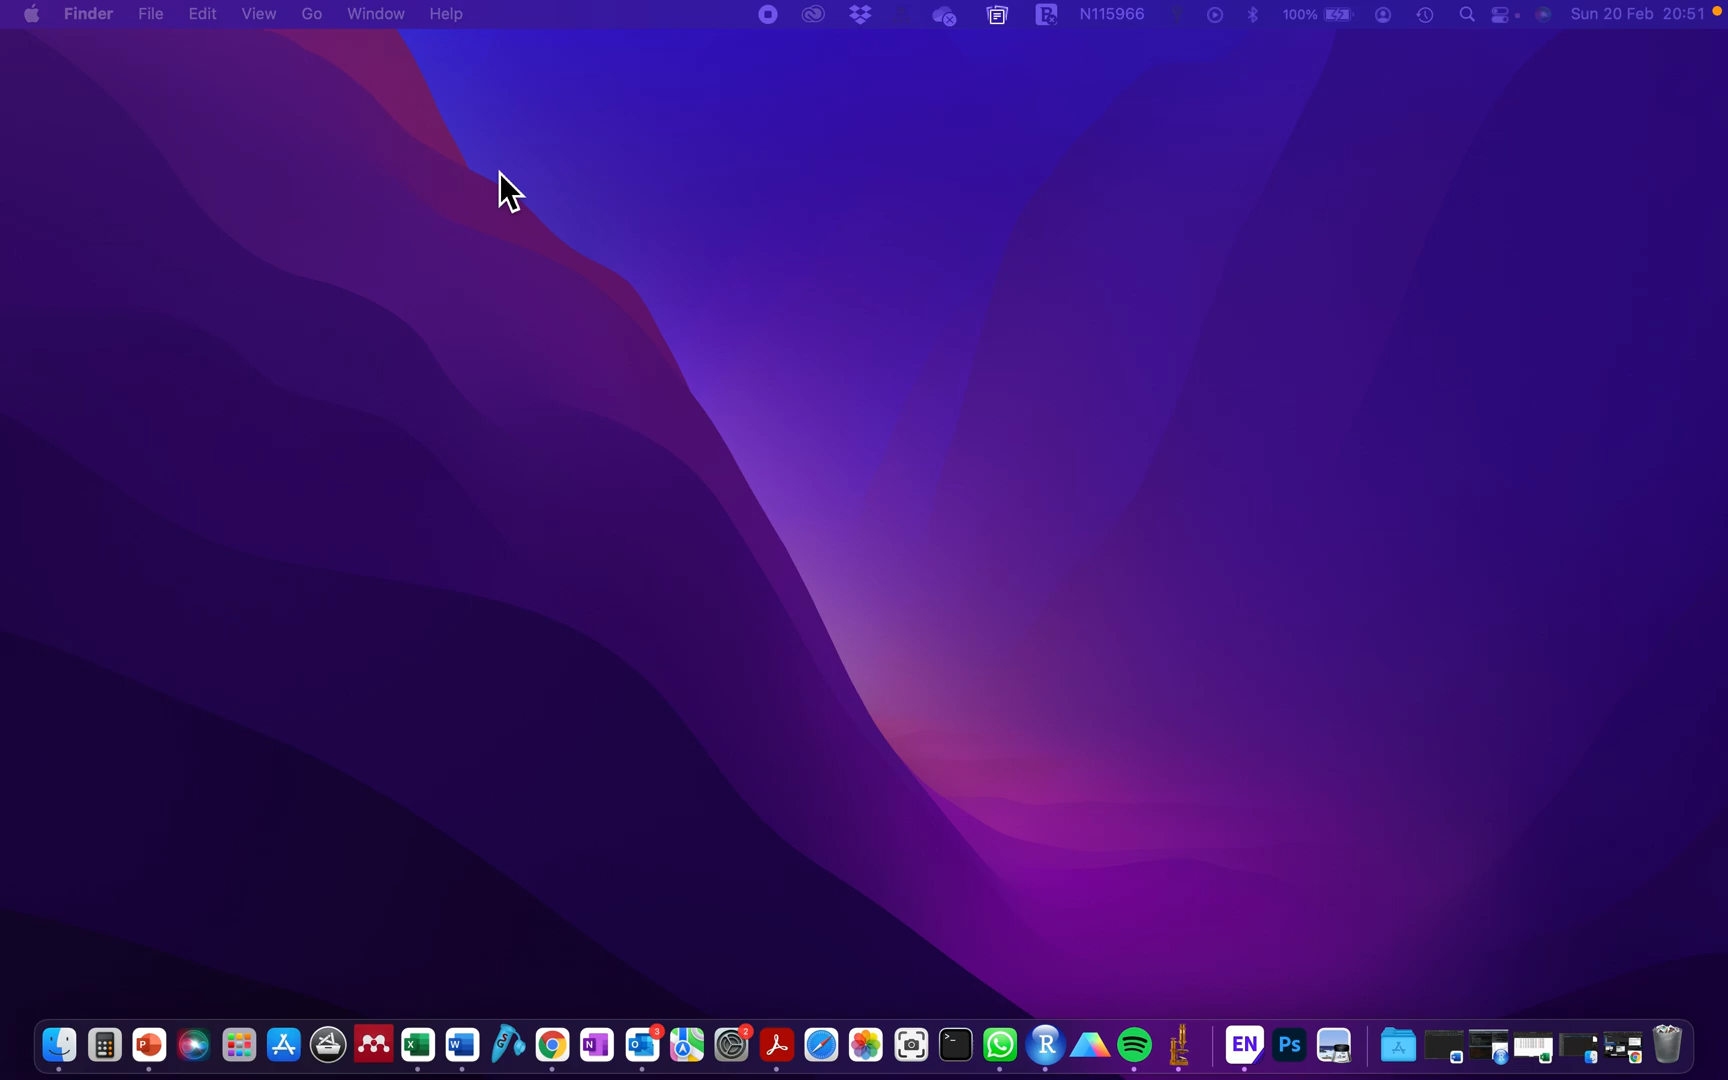 Finder File Edit View Go Window Help N115966 100% Sun 20 Feb 20:51
P X W N O 3 2 >_ R EN Ps